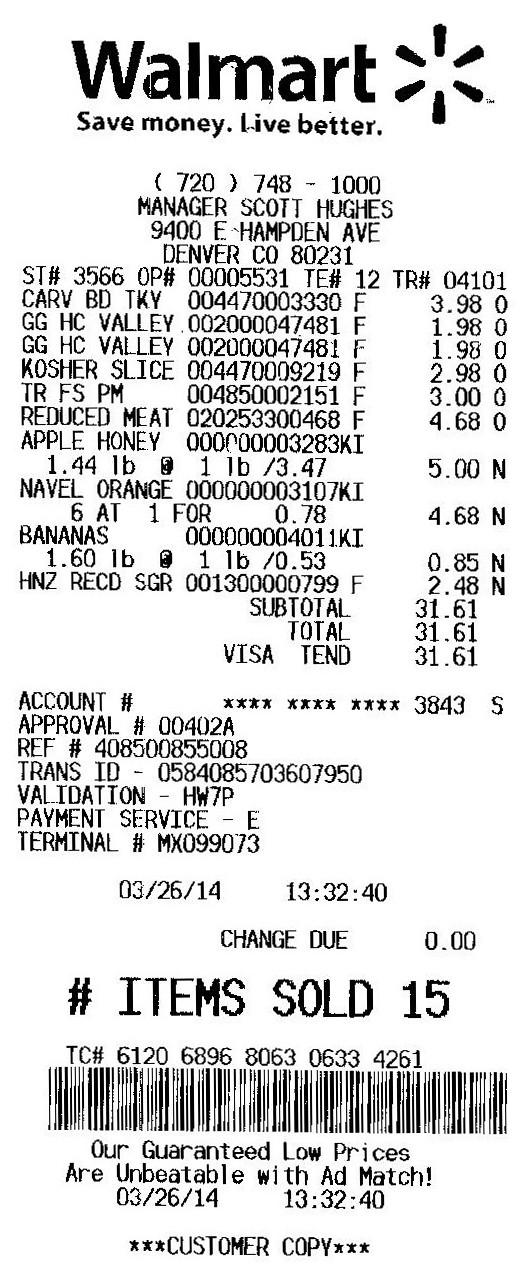 Walmart
Save money. Live better.
( 720 ) 748 - 1000
MANAGER SCOTT HUGHES
9400 E HAMPDEN AVE
DENVER CO 80231
ST# 3566 OP# 00005531 TE# 12 TR# 04101
CARV BD TKY 004470003330 F 3.98 O
GG HC VALLEY 002000047481 F 1.98 O
GG HC VALLEY 002000047481 F 1.98 O
KOSHER SLICE 004470009219 F 2.98 O
TR FS PM 004850002151 F 3.00 O
REDUCED MEAT 020253300468 F 4.68 O
APPLE HONEY 000000003283KI
1.44 lb @ 1 lb /3.47 5.00 N
NAVEL ORANGE 000000003107KI
6 AT 1 FOR 0.78 4.68 N
BANANAS 000000004011KI
1.60 lb @ 1 lb /0.53 0.85 N
HNZ RECD SGR 001300000799 F 2.48 N
SUBTOTAL 31.61
TOTAL 31.61
VISA TEND 31.61
ACCOUNT # **** **** **** 3843 S
APPROVAL # 00402A
REF # 408500855008
TRANS ID - 0584085703607950
VALIDATION - HW7P
PAYMENT SERVICE - E
TERMINAL # MX099073
03/26/14 13:32:40
CHANGE DUE 0.00
# ITEMS SOLD 15
TC# 6120 6896 8063 0633 4261
Our Guaranteed Low Prices
Are Unbeatable with Ad Match!
03/26/14 13:32:40
***CUSTOMER COPY***